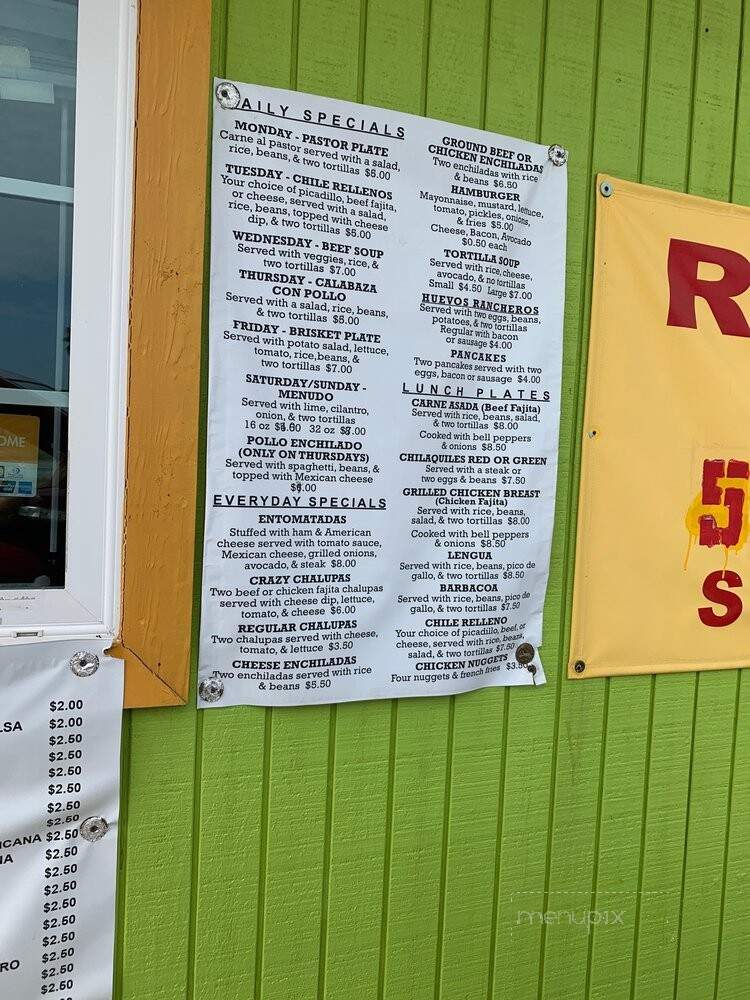 DAILY SPECIALS
MONDAY - PASTOR PLATE
Carne al pastor served with a salad,
rice, beans, & two tortillas $5.00
TUESDAY - CHILE RELLENOS
Your choice of picadillo, beef fajita,
or cheese, served with a salad,
rice, beans, topped with cheese
dip, & two tortillas $5.00
WEDNESDAY - BEEF SOUP
Served with veggies, rice, &
two tortillas $7.00
THURSDAY - CALABAZA
CON POLLO
Served with a salad, rice, beans,
& two tortillas $5.00
FRIDAY - BRISKET PLATE
Served with potato salad, lettuce,
tomato, rice,beans, &
two tortillas $7.00
SATURDAY/SUNDAY -
MENUDO
Served with lime, cilantro,
onion, & two tortillas
16 oz 32 oz
POLLO ENCHILADO
(ONLY ON THURSDAYS)
Served with spaghetti, beans, &
topped with Mexican cheese
EVERYDAY SPECIALS
ENTOMATADAS
Stuffed with ham & American
cheese served with tomato sauce,
Mexican cheese, grilled onions,
avocado, & steak $8.00
CRAZY CHALUPAS
Two beef or chicken fajita chalupas
served with cheese dip, lettuce,
tomato, & cheese $6.00
REGULAR CHALUPAS
Two chalupas served with cheese,
tomato, & lettuce $3.50
CHEESE ENCHILADAS
Two enchiladas served with rice
& beans $5.50
GROUND BEEF OR
CHICKEN ENCHILADAS
Two enchiladas with rice
& beans $6.50
HAMBURGER
Mayonnaise, mustard, lettuce,
tomato, pickles, onions,
& fries $5.00
Cheese, Bacon, Avocado
$0.50 each
TORTILLA SOUP
Served with rice, cheese,
avocado, & no tortillas
Small $4.50 Large $7.00
HUEVOS RANCHEROS
Served with two eggs, beans,
potatoes, & two tortillas
Regular with bacon
or sausage $4.00
PANCAKES
Two pancakes served with two
eggs, bacon or sausage $4.00
LUNCH PLATES
CARNE ASADA (Beef Fajita)
Served with rice, beans, salad,
& two tortillas $8.00
Cooked with bell peppers
& onions $8.50
CHILAQUILES RED OR GREEN
Served with a steak or
two eggs & beans $7.50
GRILLED CHICKEN BREAST
(Chicken Fajita)
Served with rice, beans,
salad, & two tortillas $8.00
Cooked with bell peppers
& onions $8.50
LENGUA
Served with rice, beans, pico de
gallo, & two tortillas $8.50
BARBACOA
Served with rice, beans, pico de
gallo, & two tortillas $7.50
CHILE RELLENO
Your choice of picadillo, beef, or
cheese, served with rice, beans,
salad, & two tortillas $7.50
CHICKEN NUGGETS $3.50
Four nuggets & french fries
R
5
S
OME
$2.00
LSA $2.00
$2.50
$2.50
$2.50
$2.50
$2.50
$2.50
ICANA $2.50
IA $2.50
$2.50
$2.50
$2.50
$2.50
$2.50
RO $2.50
$2.50
menupix